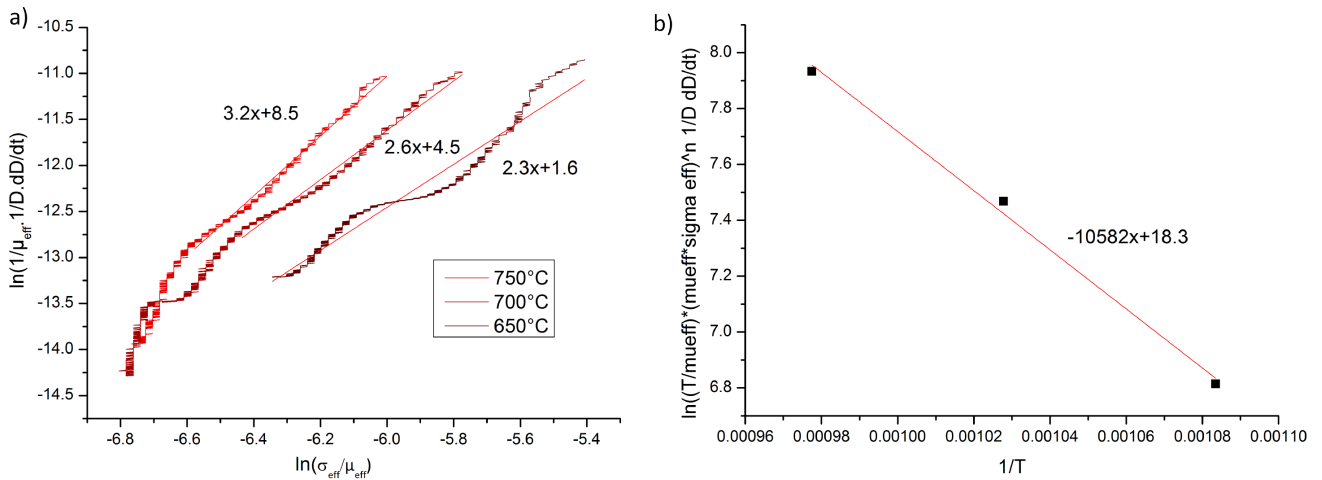 a)
ln(1/μeff. 1/D.dD/dt)
-10.5
-11.0
-11.5
-12.0
-12.5
-13.0
-13.5
-14.0
-14.5
3.2x+8.5
2.6x+4.5
2.3x+1.6
750°C
700°C
650°C
-6.8 -6.6 -6.4 -6.2 -6.0 -5.8 -5.6 -5.4
ln(σeff/μeff)
b)
ln((T/mueff)*(mueff*sigma eff)^n 1/D dD/dt)
8.0
7.8
7.6
7.4
7.2
7.0
6.8
-10582x+18.3
0.00096 0.00098 0.00100 0.00102 0.00104 0.00106 0.00108 0.00110
1/T